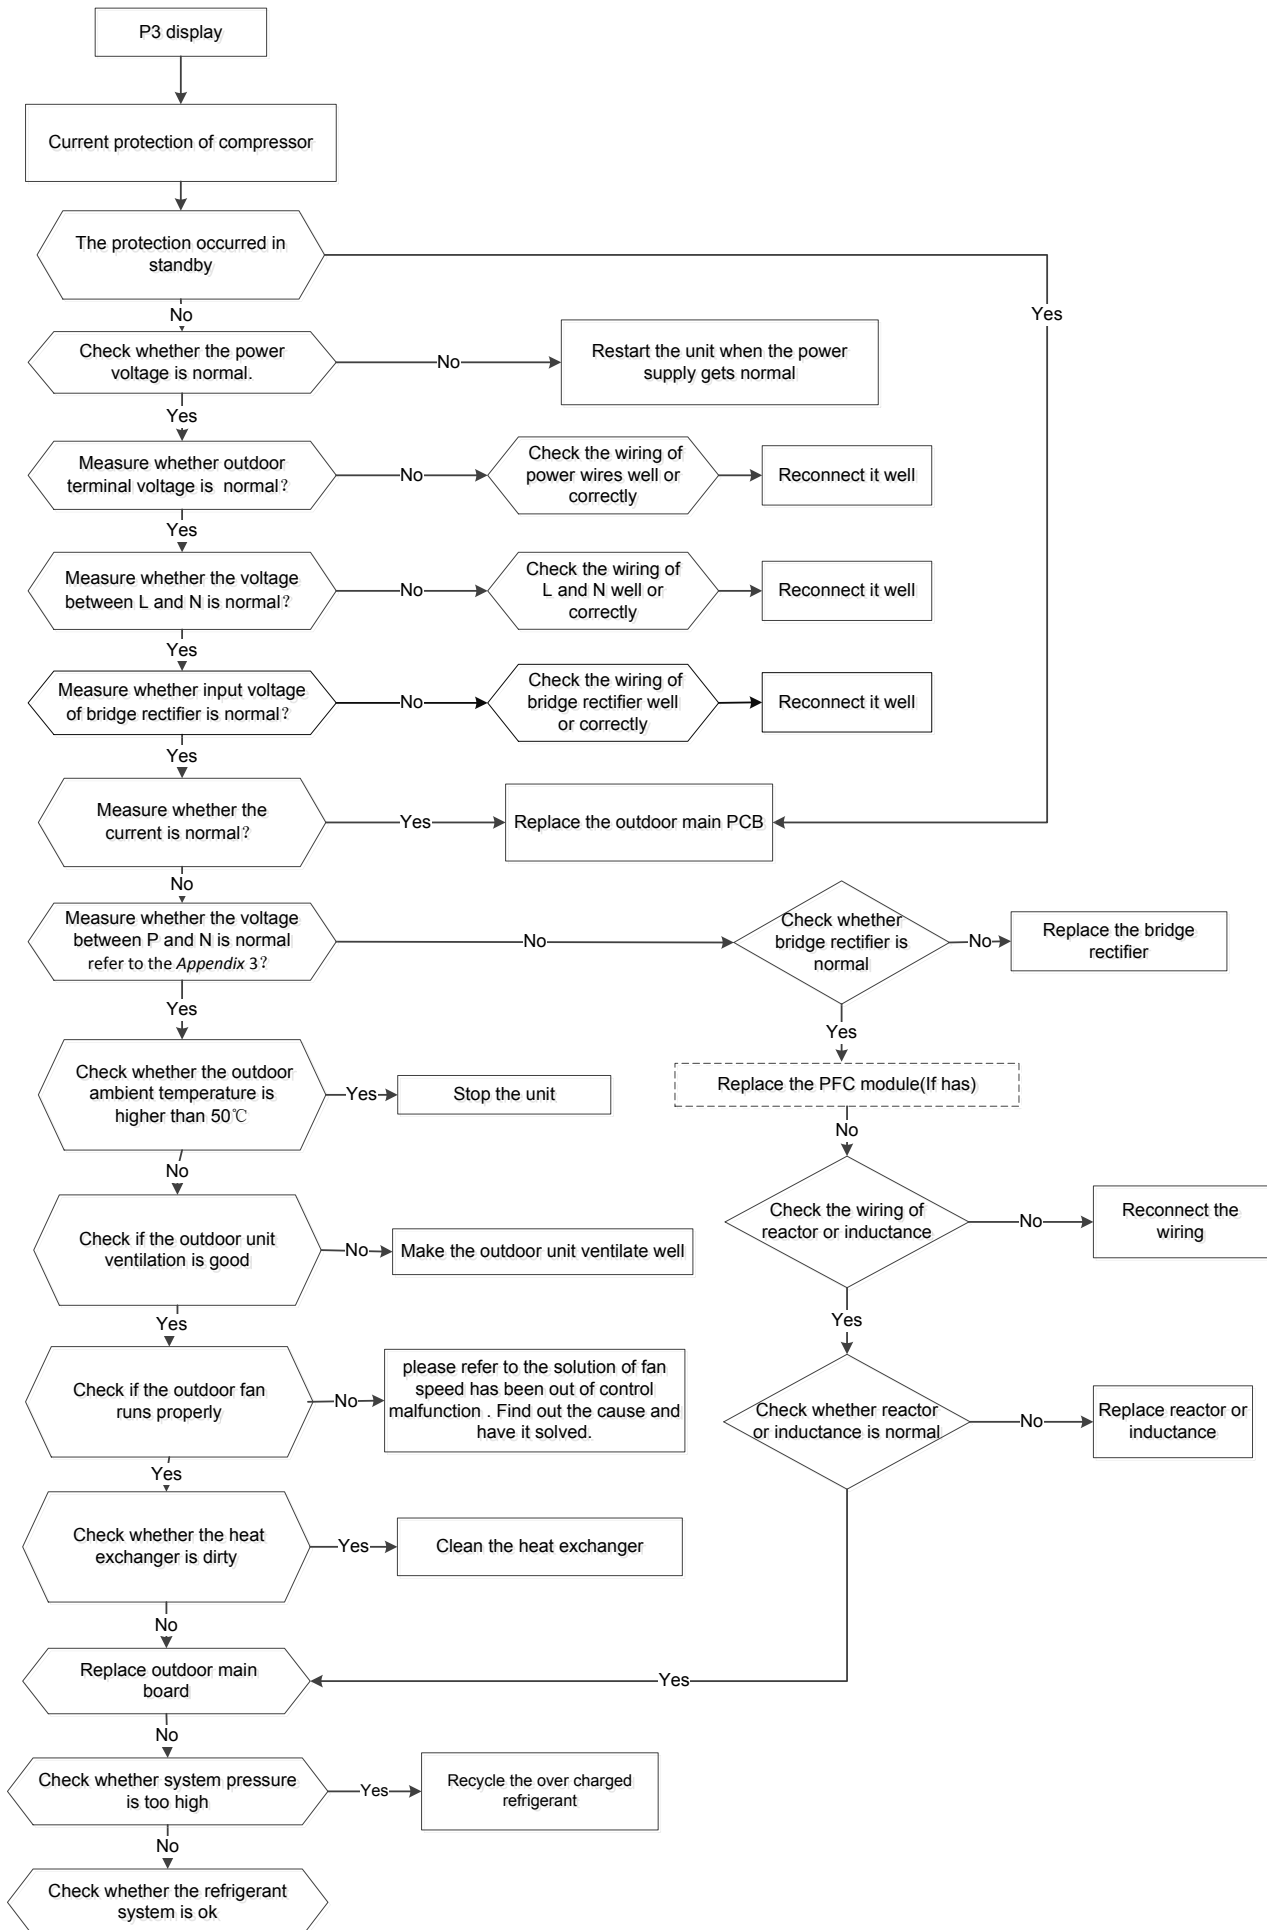 P3 display
Current protection of compressor
The protection occurred in
standby
No
Yes
Check whether the power
voltage is normal.
No
Restart the unit when the power
supply gets normal
Yes
Measure whether outdoor
terminal voltage is normal?
No
Check the wiring of
power wires well or
correctly
Reconnect it well
Yes
Measure whether the voltage
between L and N is normal?
No
Check the wiring of
L and N well or
correctly
Reconnect it well
Yes
Measure whether input voltage
of bridge rectifier is normal?
No
Check the wiring of
bridge rectifier well
or correctly
Reconnect it well
Yes
Measure whether the
current is normal?
Yes
Replace the outdoor main PCB
No
Measure whether the voltage
between P and N is normal
refer to the Appendix 3?
No
Check whether
bridge rectifier is
normal
No
Replace the bridge
rectifier
Yes
Yes
Check whether the outdoor
ambient temperature is
higher than 50℃
Yes
Stop the unit
Replace the PFC module(If has)
No
No
Check if the outdoor unit
ventilation is good
No
Make the outdoor unit ventilate well
Check the wiring of
reactor or inductance
No
Reconnect the
wiring
Yes
Yes
Check if the outdoor fan
runs properly
No
please refer to the solution of fan
speed has been out of control
malfunction . Find out the cause and
have it solved.
Check whether reactor
or inductance is normal
No
Replace reactor or
inductance
Yes
Check whether the heat
exchanger is dirty
Yes
Clean the heat exchanger
No
Replace outdoor main
board
Yes
No
Check whether system pressure
is too high
Yes
Recycle the over charged
refrigerant
No
Check whether the refrigerant
system is ok